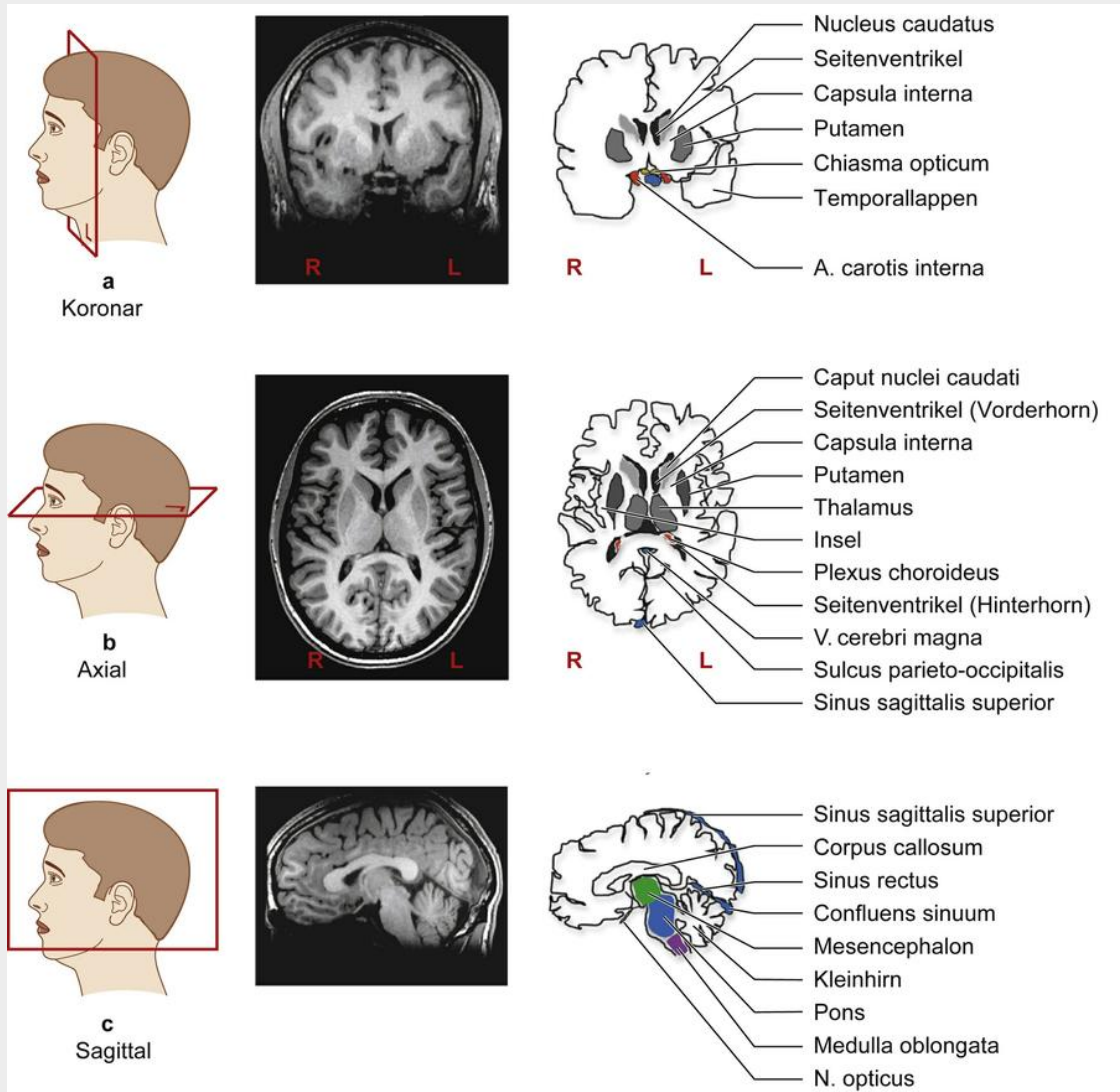 Nucleus caudatus
Seitenventrikel
Capsula interna
Putamen
Chiasma opticum
Temporallappen
A. carotis interna
R L
R L
a
Koronar
Caput nuclei caudati
Seitenventrikel (Vorderhorn)
Capsula interna
Putamen
Thalamus
Insel
Plexus choroideus
Seitenventrikel (Hinterhorn)
V. cerebri magna
Sulcus parieto-occipitalis
Sinus sagittalis superior
R L
R L
b
Axial
Sinus sagittalis superior
Corpus callosum
Sinus rectus
Confluens sinuum
Mesencephalon
Kleinhirn
Pons
Medulla oblongata
N. opticus
c
Sagittal